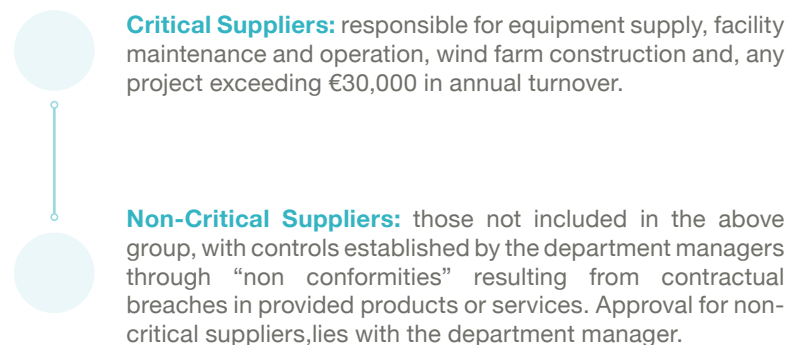 Critical Suppliers: responsible for equipment supply, facility
maintenance and operation, wind farm construction and, any
project exceeding €30,000 in annual turnover.
Non-Critical Suppliers: those not included in the above
group, with controls established by the department managers
through “non conformities” resulting from contractual
breaches in provided products or services. Approval for non-
critical suppliers,lies with the department manager.